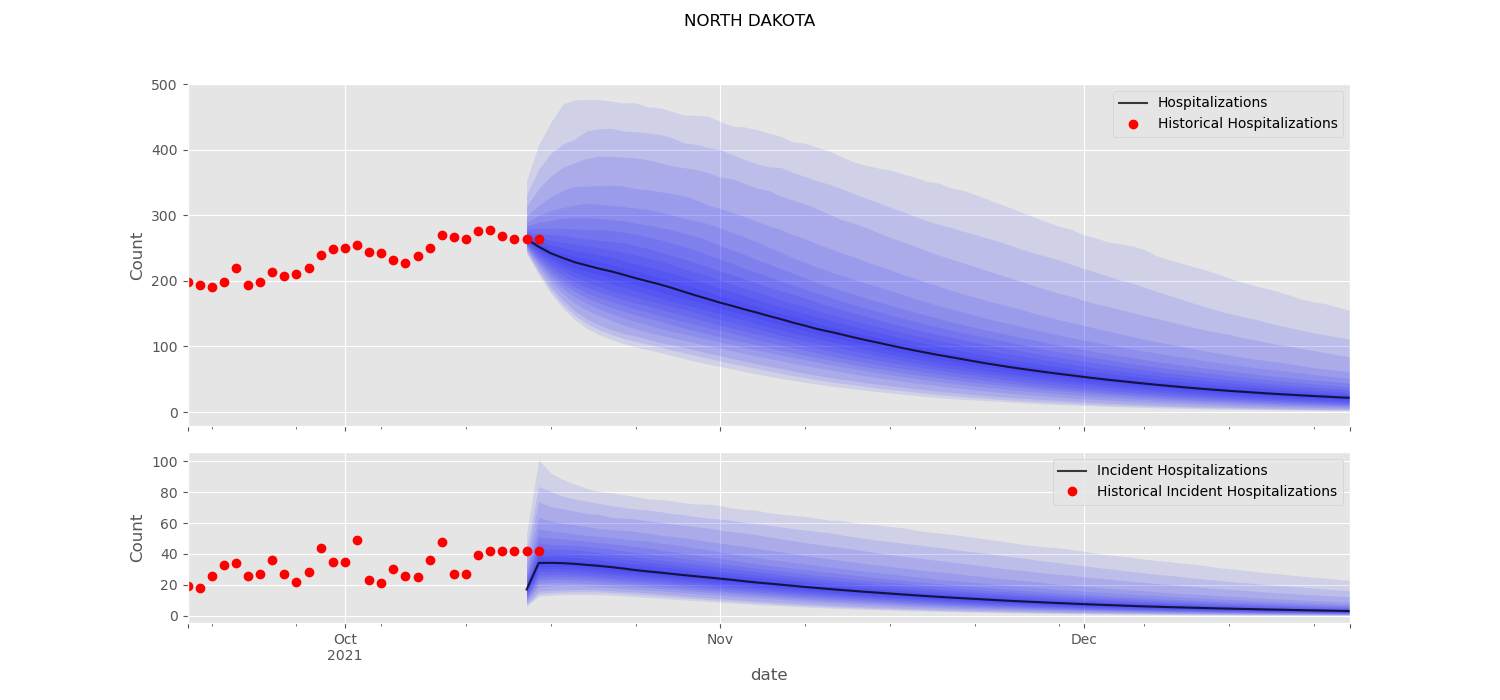 NORTH DAKOTA
500
400
300
200
100
0
Count
Hospitalizations
Historical Hospitalizations
100
80
60
40
20
0
Count
Incident Hospitalizations
Historical Incident Hospitalizations
Oct
2021
Nov
Dec
date